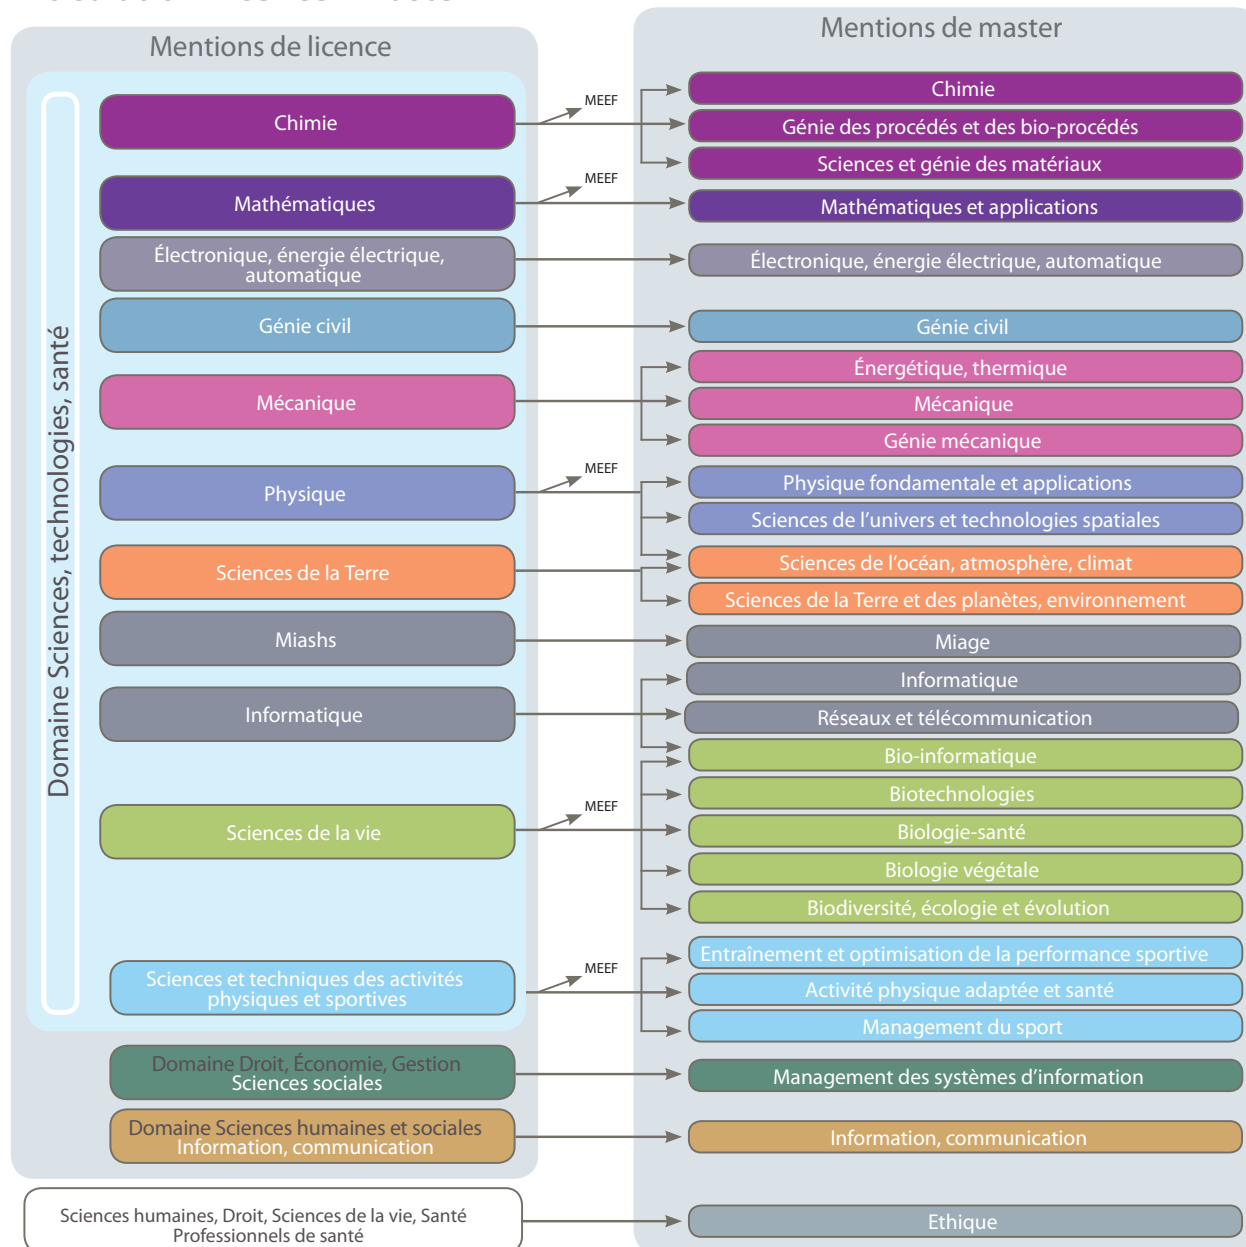 Mentions de licence
Mentions de master
Domaine Sciences, technologies, santé
Chimie
MEEF
Chimie
Génie des procédés et des bio-procédés
Sciences et génie des matériaux
Mathématiques
MEEF
Mathématiques et applications
Électronique, énergie électrique,
automatique
Électronique, énergie électrique, automatique
Génie civil
Génie civil
Mécanique
Énergétique, thermique
Mécanique
Génie mécanique
Physique
MEEF
Physique fondamentale et applications
Sciences de l’univers et technologies spatiales
Sciences de la Terre
Sciences de l’océan, atmosphère, climat
Sciences de la Terre et des planètes, environnement
Miashs
Miage
Informatique
Informatique
Réseaux et télécommunication
Bio-informatique
Sciences de la vie
MEEF
Biotechnologies
Biologie-santé
Biologie végétale
Biodiversité, écologie et évolution
Sciences et techniques des activités
physiques et sportives
MEEF
Entraînement et optimisation de la performance sportive
Activité physique adaptée et santé
Management du sport
Domaine Droit, Économie, Gestion
Sciences sociales
Management des systèmes d’information
Domaine Sciences humaines et sociales
Information, communication
Information, communication
Sciences humaines, Droit, Sciences de la vie, Santé
Professionnels de santé
Ethique